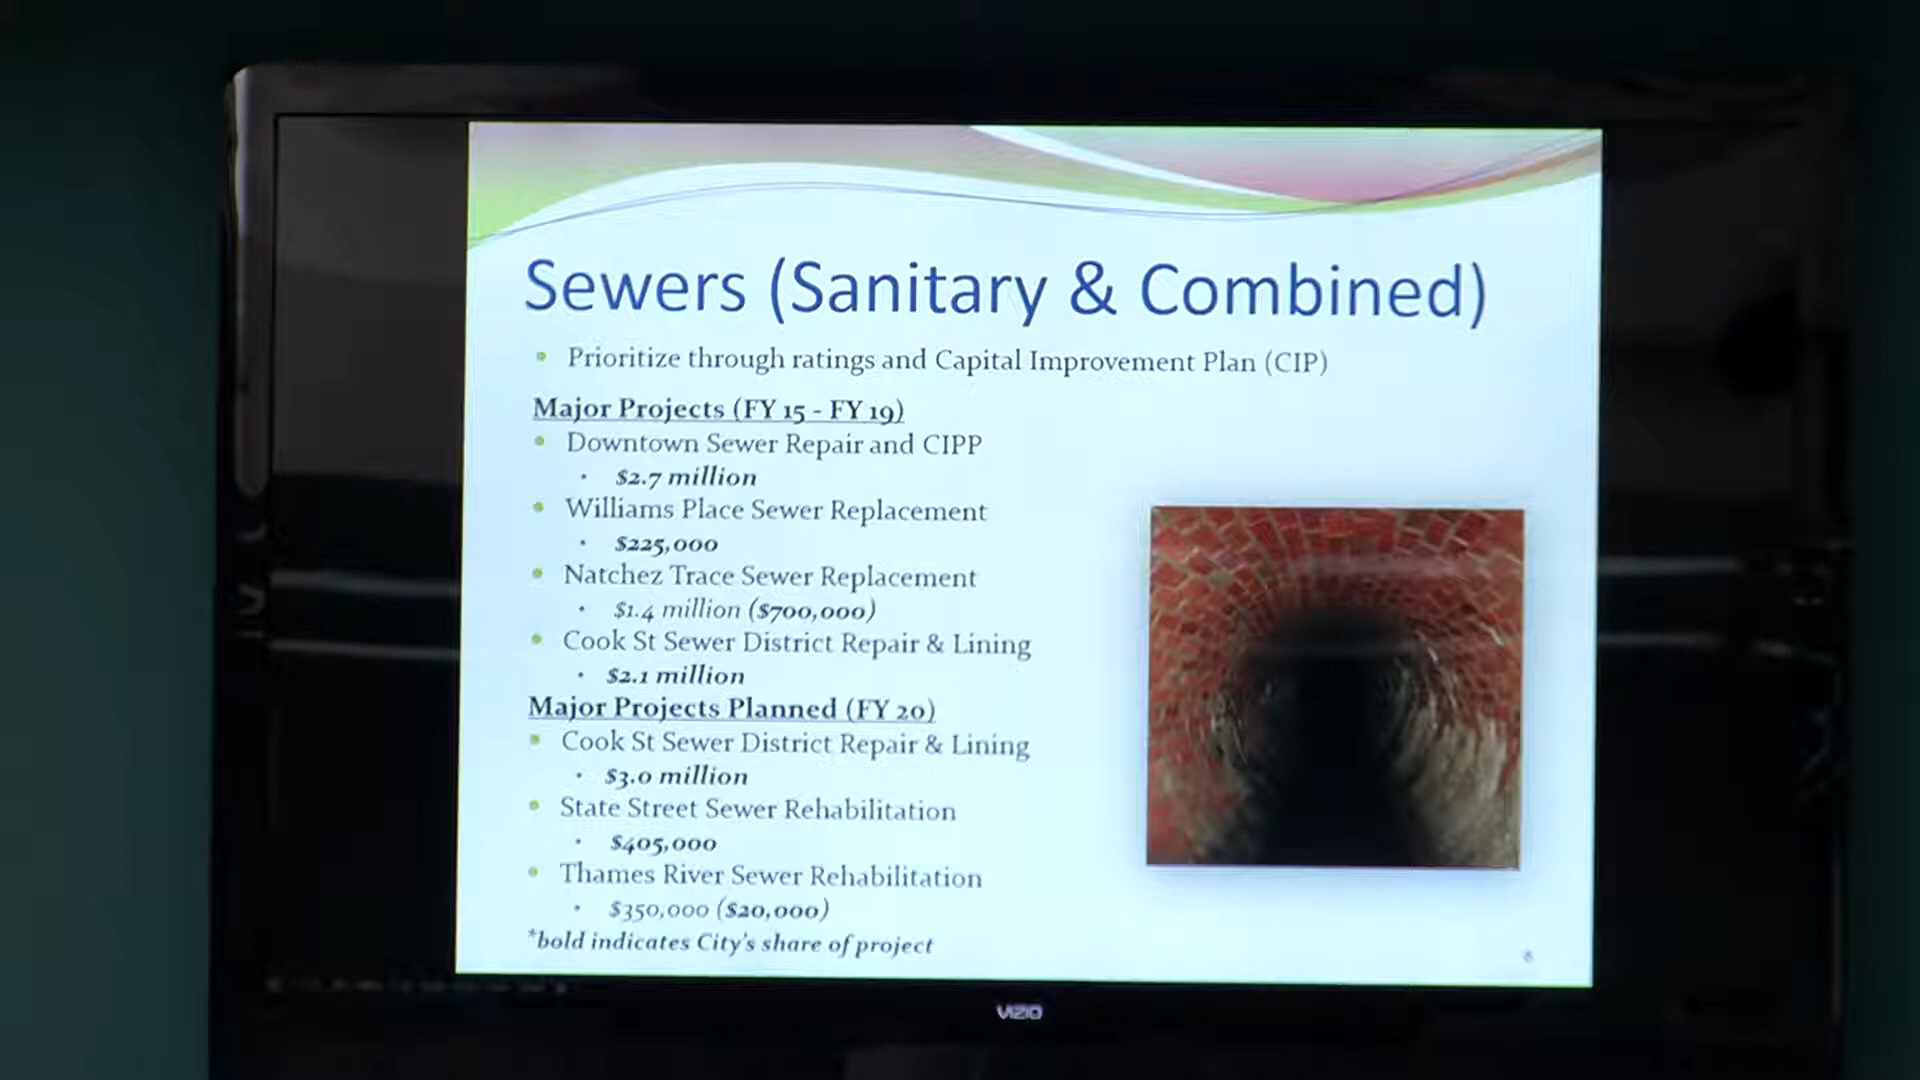 Sewers (Sanitary & Combined)
• Prioritize through ratings and Capital Improvement Plan (CIP)
Major Projects (FY 15 - FY 19)
• Downtown Sewer Repair and CIPP
• $2.7 million
• Williams Place Sewer Replacement
• $225,000
• Natchez Trace Sewer Replacement
• $1.4 million ($700,000)
• Cook St Sewer District Repair & Lining
• $2.1 million
Major Projects Planned (FY 20)
• Cook St Sewer District Repair & Lining
• $3.0 million
• State Street Sewer Rehabilitation
• $405,000
• Thames River Sewer Rehabilitation
• $350,000 ($20,000)
*bold indicates City's share of project
VIZIO